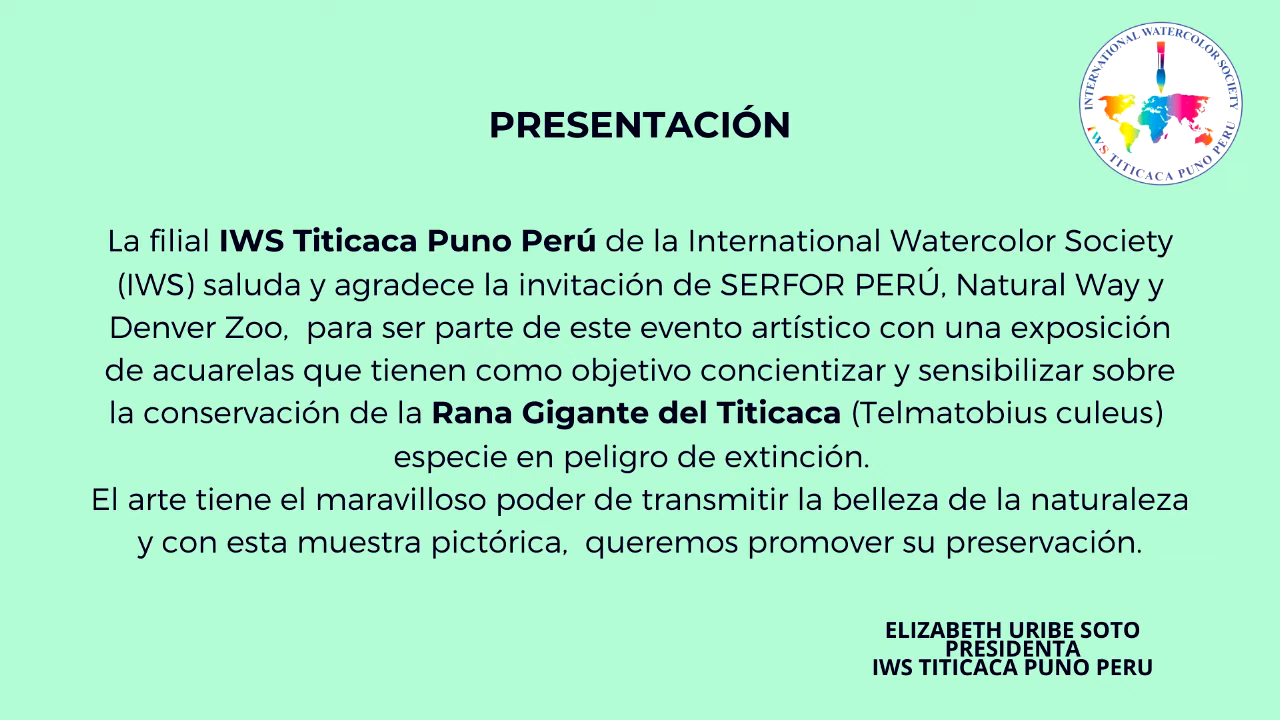 INTERNATIONAL WATERCOLOR SOCIETY
IWS TITICACA PUNO PERU
PRESENTACIÓN
La filial IWS Titicaca Puno Perú de la International Watercolor Society
(IWS) saluda y agradece la invitación de SERFOR PERÚ, Natural Way y
Denver Zoo,  para ser parte de este evento artístico con una exposición
de acuarelas que tienen como objetivo concientizar y sensibilizar sobre
la conservación de la Rana Gigante del Titicaca (Telmatobius culeus)
especie en peligro de extinción.
El arte tiene el maravilloso poder de transmitir la belleza de la naturaleza
y con esta muestra pictórica,  queremos promover su preservación.
ELIZABETH URIBE SOTO
PRESIDENTA
IWS TITICACA PUNO PERU